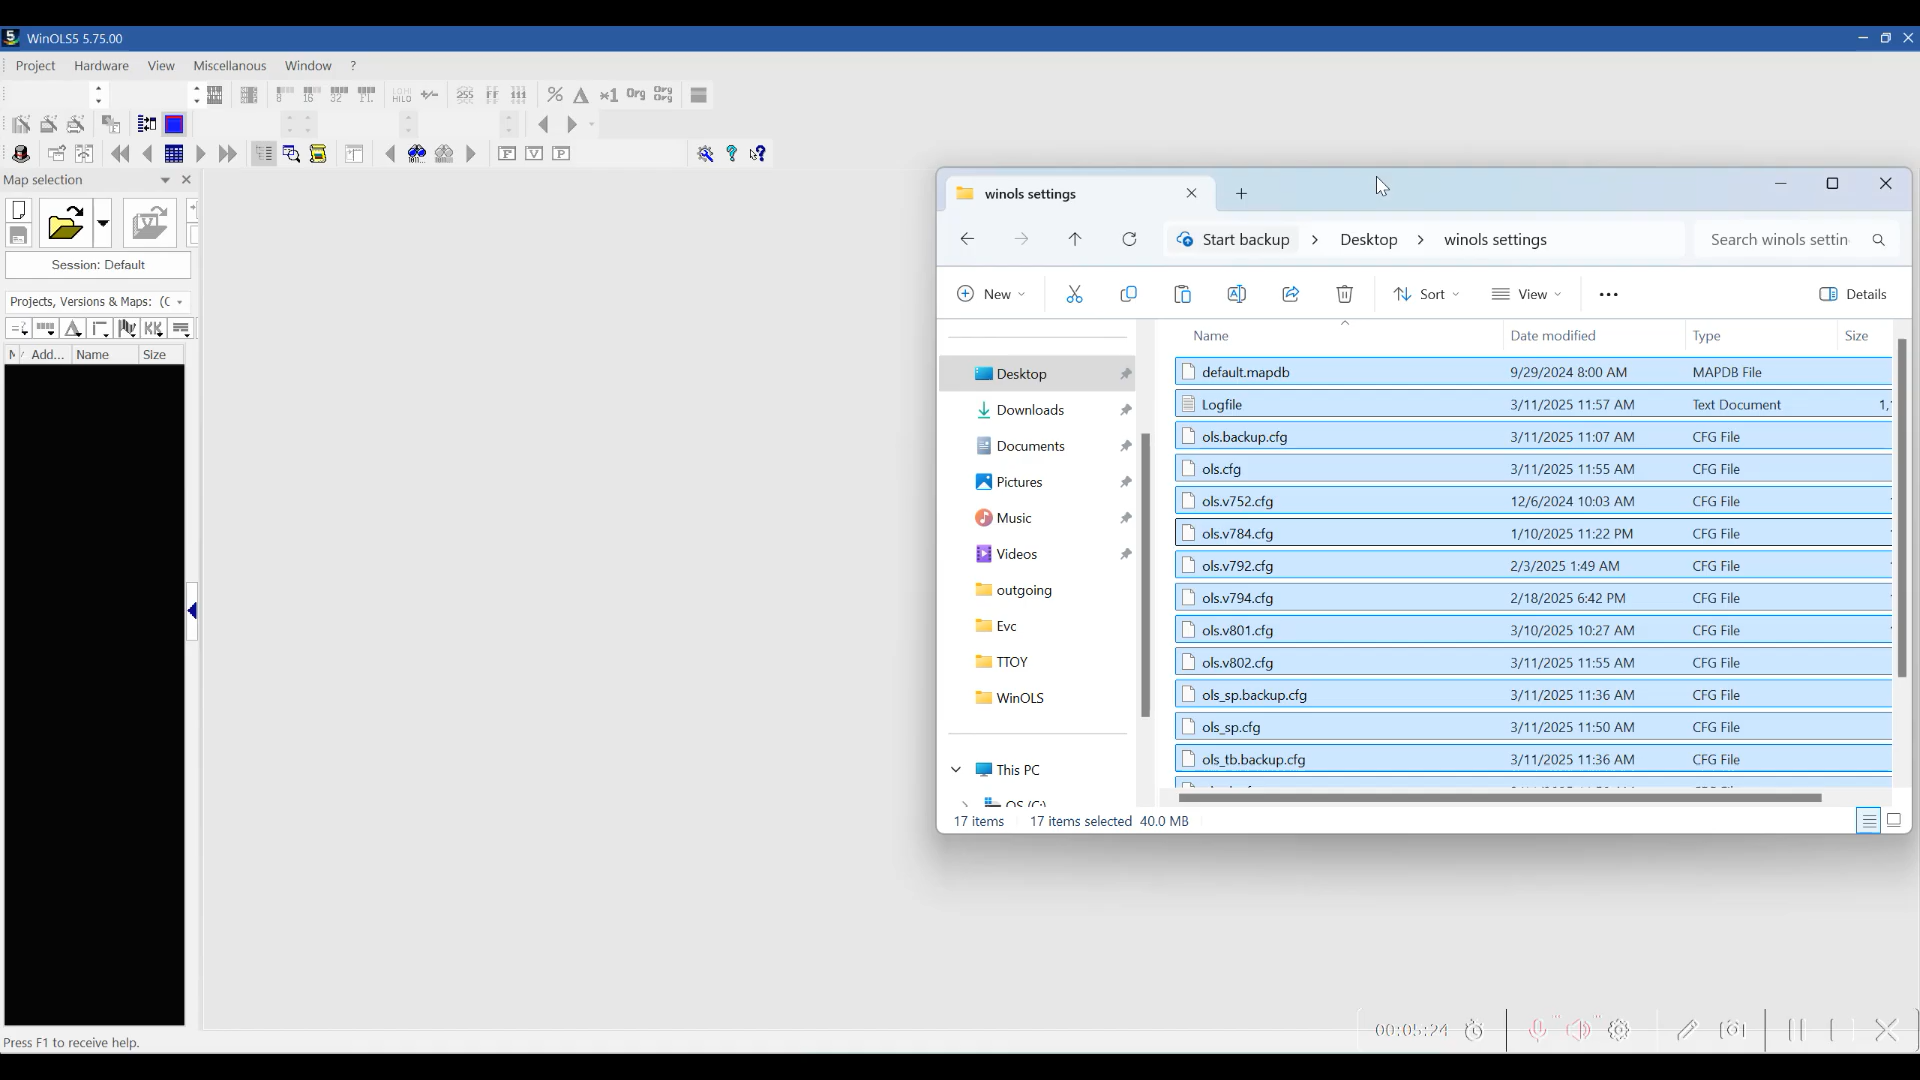 WinOLS5 5.75.00
Project Hardware View Miscellanous Window ?
Map selection
Session: Default
Projects, Versions & Maps: (C
Add... Name Size
Press F1 to receive help.
winols settings
Start backup > Desktop > winols settings
Search winols settin
New Sort View ... Details
Name Date modified Type Size
Desktop
Downloads
Documents
Pictures
Music
Videos
outgoing
Evc
TTOY
WinOLS
This PC
OS (C:)
default.mapdb 9/29/2024 8:00 AM MAPDB File
Logfile 3/11/2025 11:57 AM Text Document 1,
ols.backup.cfg 3/11/2025 11:07 AM CFG File
ols.cfg 3/11/2025 11:55 AM CFG File
ols.v752.cfg 12/6/2024 10:03 AM CFG File
ols.v784.cfg 1/10/2025 11:22 PM CFG File
ols.v792.cfg 2/3/2025 1:49 AM CFG File
ols.v794.cfg 2/18/2025 6:42 PM CFG File
ols.v801.cfg 3/10/2025 10:27 AM CFG File
ols.v802.cfg 3/11/2025 11:55 AM CFG File
ols_sp.backup.cfg 3/11/2025 11:36 AM CFG File
ols_sp.cfg 3/11/2025 11:50 AM CFG File
ols_tb.backup.cfg 3/11/2025 11:36 AM CFG File
17 items 17 items selected 40.0 MB
00:05:24